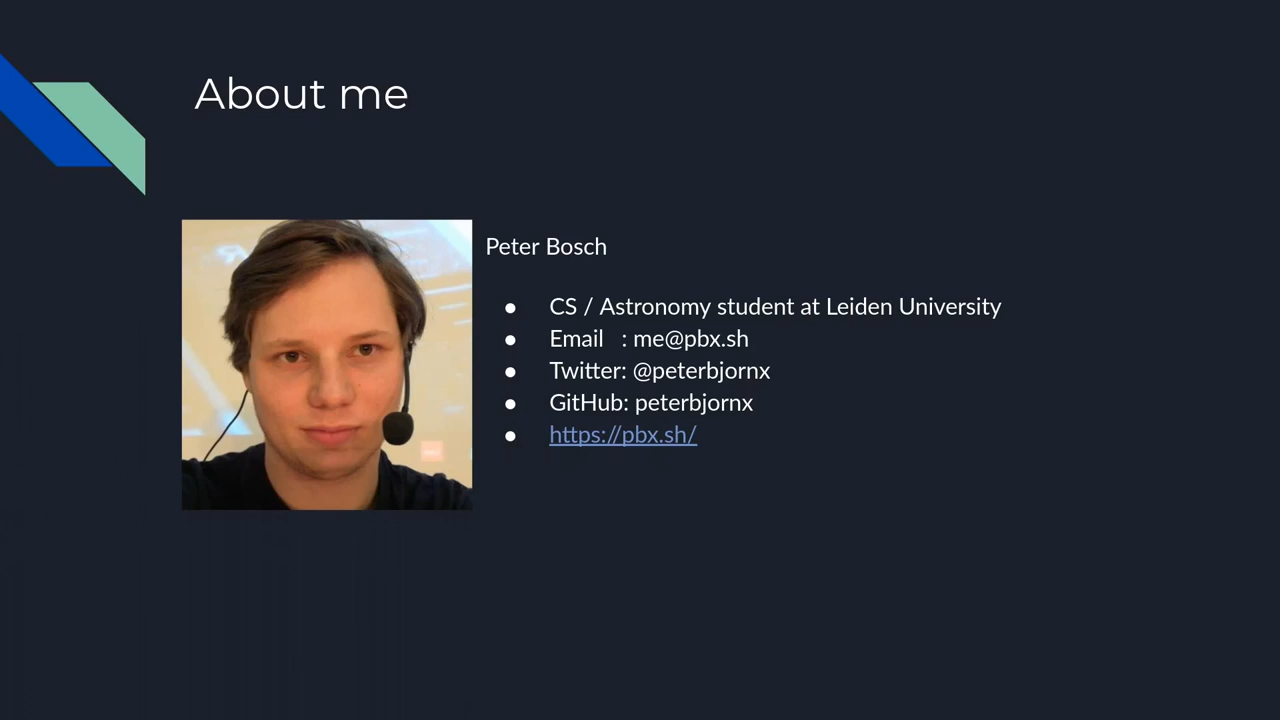 About me
Peter Bosch
● CS / Astronomy student at Leiden University
● Email : me@pbx.sh
● Twitter: @peterbjornx
● GitHub: peterbjornx
● https://pbx.sh/